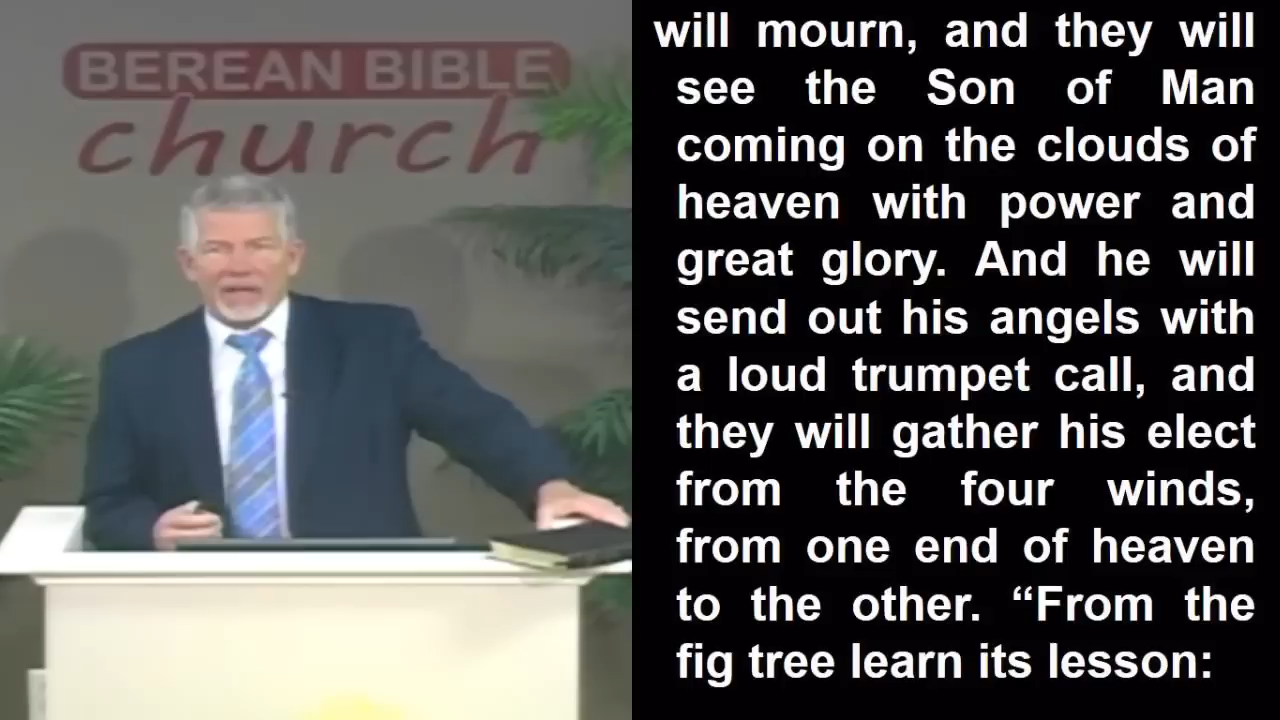 BEREAN BIBLE
church
will mourn, and they will
see the Son of Man
coming on the clouds of
heaven with power and
great glory. And he will
send out his angels with
a loud trumpet call, and
they will gather his elect
from the four winds,
from one end of heaven
to the other. “From the
fig tree learn its lesson: